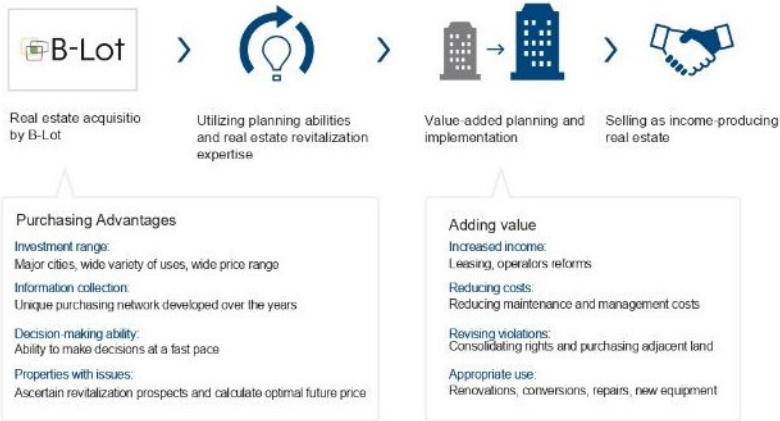 B-Lot
Real estate acquisitio
by B-Lot
Utilizing planning abilities
and real estate revitalization
expertise
Value-added planning and
implementation
Selling as income-producing
real estate
Purchasing Advantages
Investment range:
Major cities, wide variety of uses, wide price range
Information collection:
Unique purchasing network developed over the years
Decision-making ability:
Ability to make decisions at a fast pace
Properties with issues:
Ascertain revitalization prospects and calculate optimal future price
Adding value
Increased income:
Leasing, operators reforms
Reducing costs:
Reducing maintenance and management costs
Revising violations:
Consolidating rights and purchasing adjacent land
Appropriate use:
Renovations, conversions, repairs, new equipment